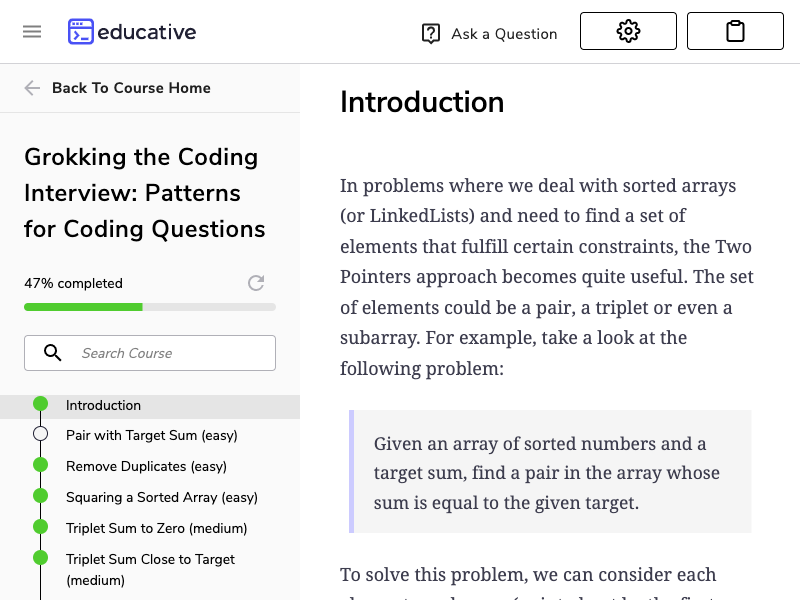 educative
Ask a Question
Back To Course Home
Grokking the Coding
Interview: Patterns
for Coding Questions
47% completed
Search Course
Introduction
Pair with Target Sum (easy)
Remove Duplicates (easy)
Squaring a Sorted Array (easy)
Triplet Sum to Zero (medium)
Triplet Sum Close to Target
(medium)
Introduction
In problems where we deal with sorted arrays
(or LinkedLists) and need to find a set of
elements that fulfill certain constraints, the Two
Pointers approach becomes quite useful. The set
of elements could be a pair, a triplet or even a
subarray. For example, take a look at the
following problem:
Given an array of sorted numbers and a
target sum, find a pair in the array whose
sum is equal to the given target.
To solve this problem, we can consider each